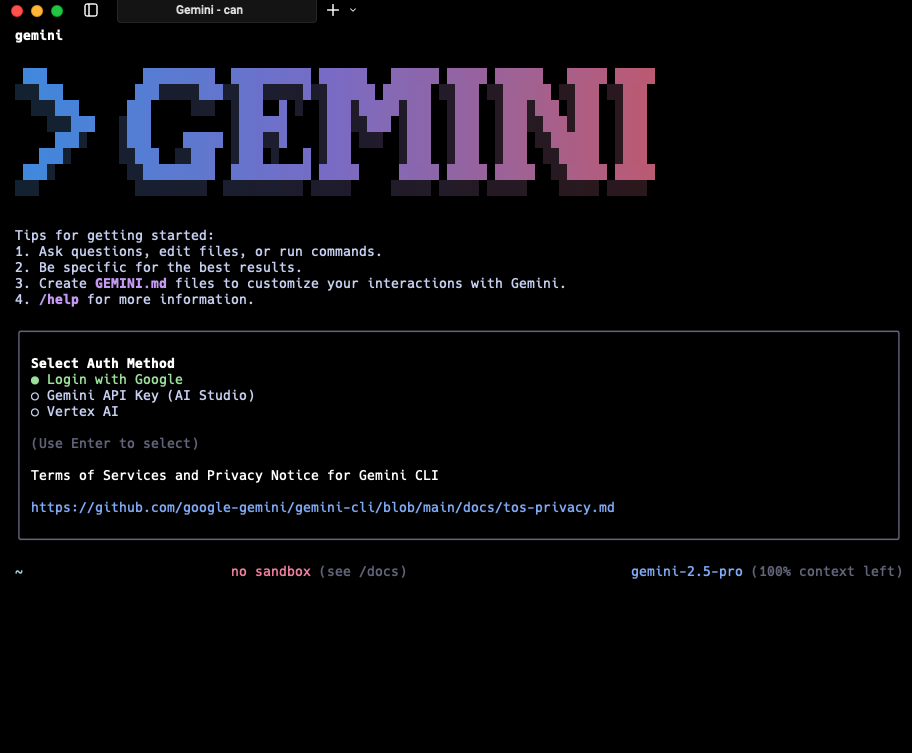 Gemini - can
gemini
> GEMINI
Tips for getting started:
1. Ask questions, edit files, or run commands.
2. Be specific for the best results.
3. Create GEMINI.md files to customize your interactions with Gemini.
4. /help for more information.
Select Auth Method
● Login with Google
○ Gemini API Key (AI Studio)
○ Vertex AI
(Use Enter to select)
Terms of Services and Privacy Notice for Gemini CLI
https://github.com/google-gemini/gemini-cli/blob/main/docs/tos-privacy.md
~ no sandbox (see /docs) gemini-2.5-pro (100% context left)